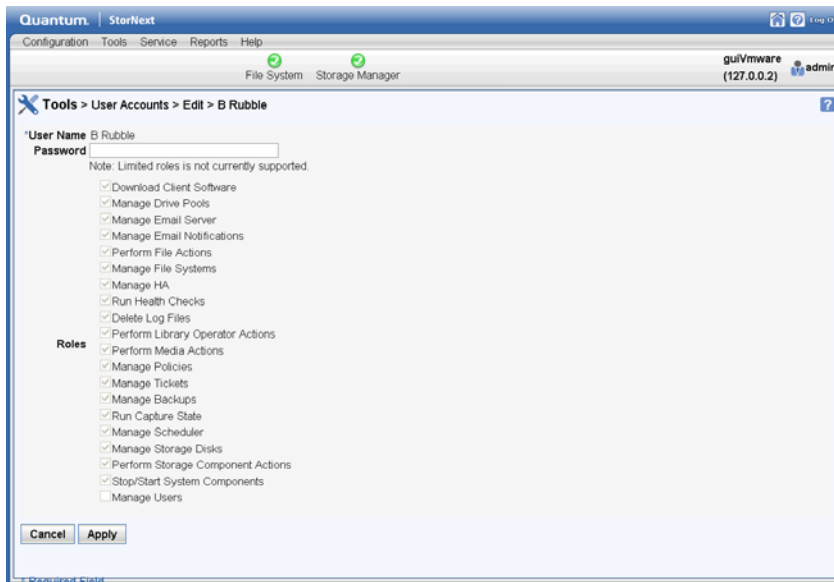 Quantum. StorNext Log O
Configuration Tools Service Reports Help
File System Storage Manager guiVmware (127.0.0.2) admin
Tools > User Accounts > Edit > B Rubble
*User Name B Rubble
Password
Note: Limited roles is not currently supported.
Roles
Download Client Software
Manage Drive Pools
Manage Email Server
Manage Email Notifications
Perform File Actions
Manage File Systems
Manage HA
Run Health Checks
Delete Log Files
Perform Library Operator Actions
Perform Media Actions
Manage Policies
Manage Tickets
Manage Backups
Run Capture State
Manage Scheduler
Manage Storage Disks
Perform Storage Component Actions
Stop/Start System Components
Manage Users
Cancel Apply
* Required Field